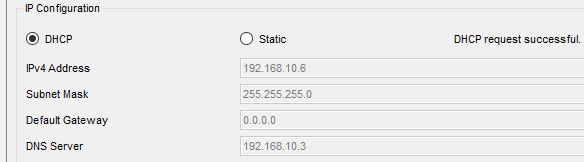 IP Configuration
DHCP Static DHCP request successful.
IPv4 Address 192.168.10.6
Subnet Mask 255.255.255.0
Default Gateway 0.0.0.0
DNS Server 192.168.10.3